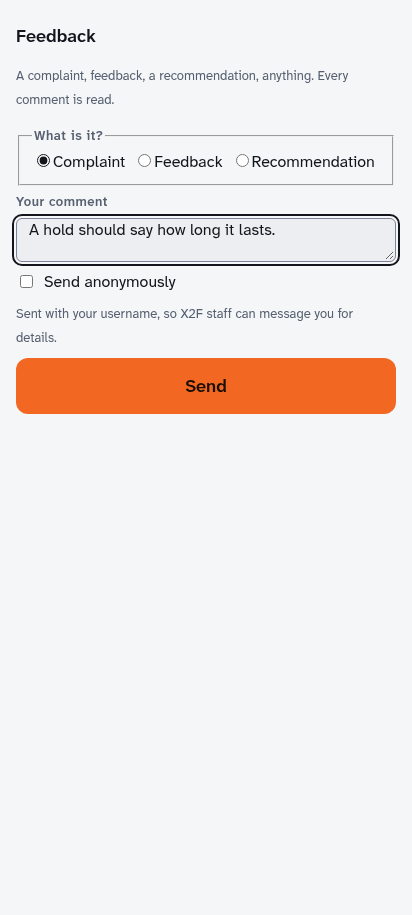 Feedback
A complaint, feedback, a recommendation, anything. Every
comment is read.
What is it?
Complaint Feedback Recommendation
Your comment
A hold should say how long it lasts.
Send anonymously
Sent with your username, so X2F staff can message you for
details.
Send